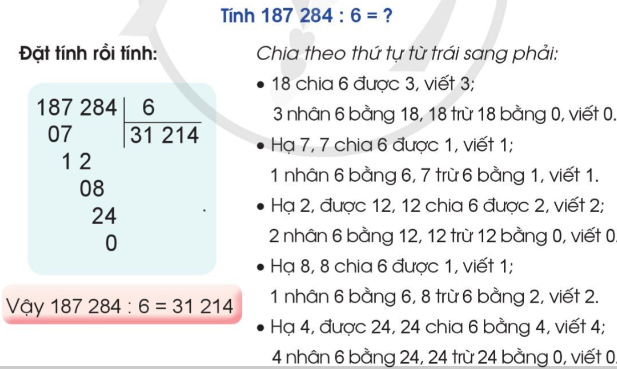 Tính 187 284 : 6 = ?
Đặt tính rồi tính:
187 284 6
07 31 214
1 2
08
24
0
Vậy 187 284 : 6 = 31 214
Chia theo thứ tự từ trái sang phải:
• 18 chia 6 được 3, viết 3;
3 nhân 6 bằng 18, 18 trừ 18 bằng 0, viết 0.
• Hạ 7, 7 chia 6 được 1, viết 1;
1 nhân 6 bằng 6, 7 trừ 6 bằng 1, viết 1.
• Hạ 2, được 12, 12 chia 6 được 2, viết 2;
2 nhân 6 bằng 12, 12 trừ 12 bằng 0, viết 0
• Hạ 8, 8 chia 6 được 1, viết 1;
1 nhân 6 bằng 6, 8 trừ 6 bằng 2, viết 2.
• Hạ 4, được 24, 24 chia 6 bằng 4, viết 4;
4 nhân 6 bằng 24, 24 trừ 24 bằng 0, viết 0